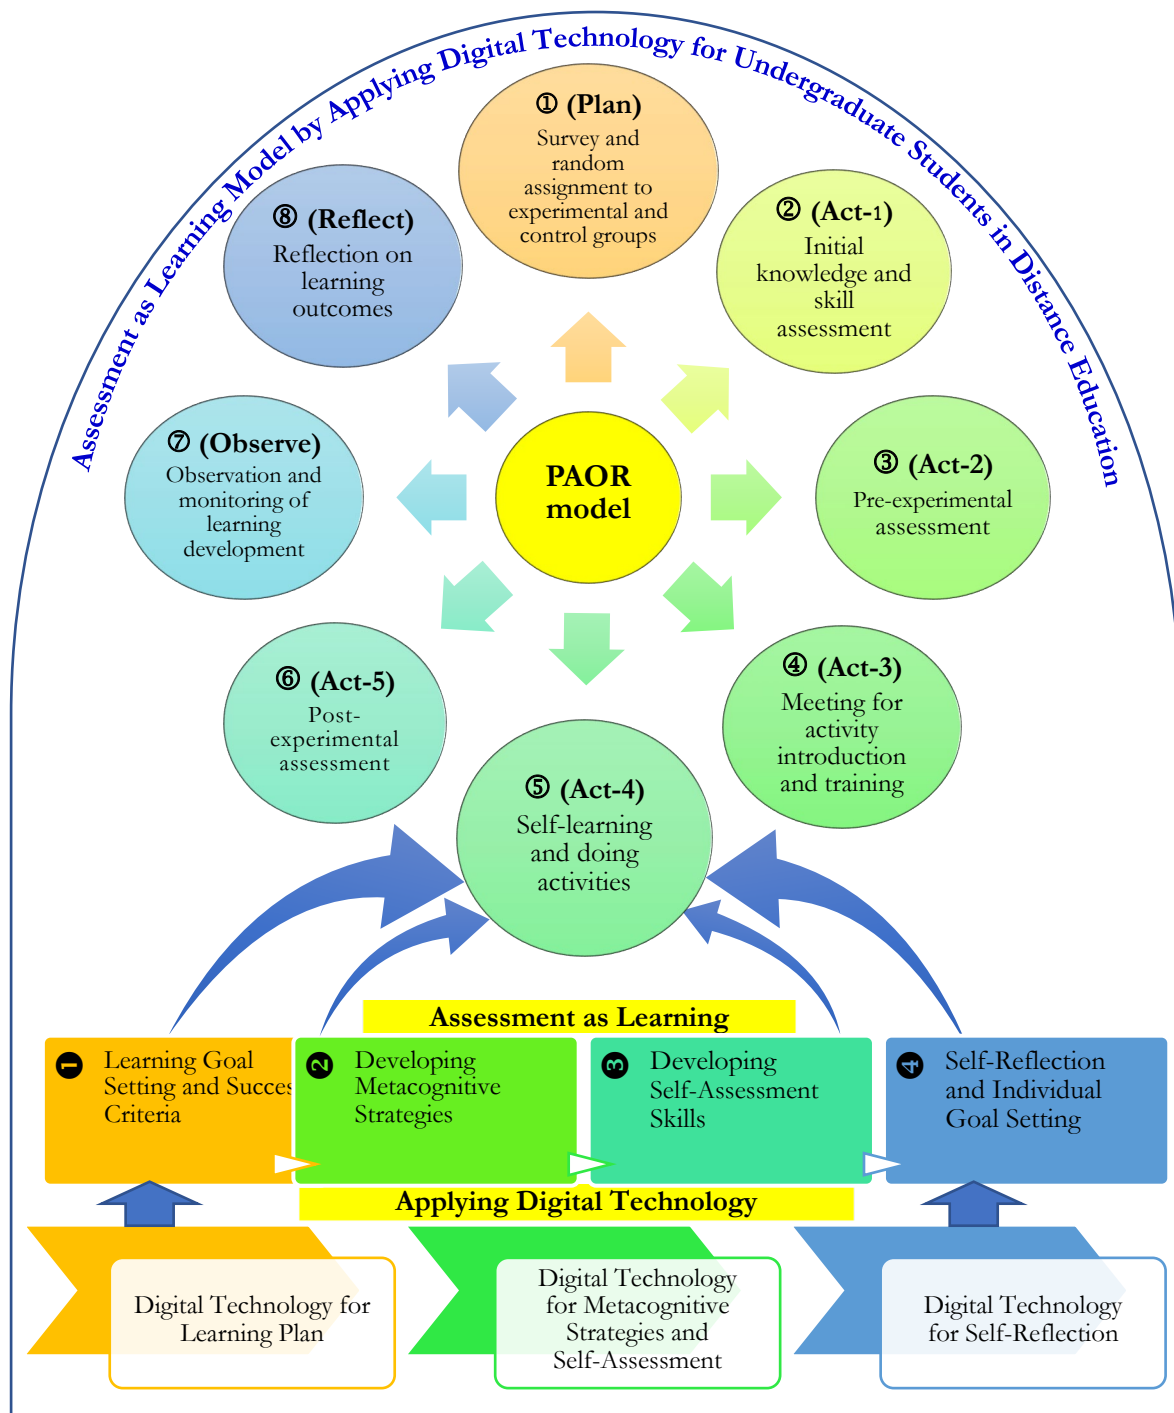 Assessment as Learning Model by Applying Digital Technology for Undergraduate Students in Distance Education
① (Plan)
Survey and
random
assignment to
experimental and
control groups
② (Act-1)
Initial
knowledge and
skill
assessment
③ (Act-2)
Pre-experimental
assessment
④ (Act-3)
Meeting for
activity
introduction
and training
⑤ (Act-4)
Self-learning
and doing
activities
⑥ (Act-5)
Post-
experimental
assessment
⑦ (Observe)
Observation and
monitoring of
learning
development
⑧ (Reflect)
Reflection on
learning
outcomes
PAOR
model
Assessment as Learning
❶ Learning Goal
Setting and Succes
Criteria
❷ Developing
Metacognitive
Strategies
❸ Developing
Self-Assessment
Skills
❹ Self-Reflection
and Individual
Goal Setting
Applying Digital Technology
Digital Technology for
Learning Plan
Digital Technology
for Metacognitive
Strategies and
Self-Assessment
Digital Technology
for Self-Reflection